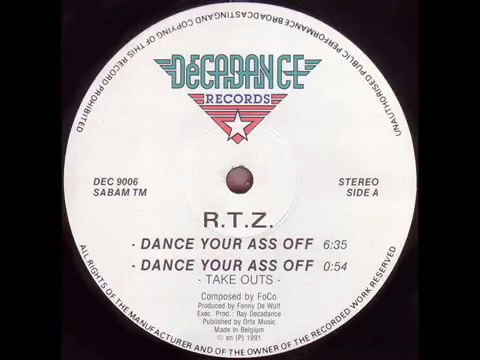 UNAUTHORISED PUBLIC PERFORMANCE BROADCASTING AND COPYING OF THIS RECORD PROHIBITED
DECADANCE
RECORDS
DEC 9006
SABAM TM
STEREO
SIDE A
R.T.Z.
- DANCE YOUR ASS OFF 6:35
- DANCE YOUR ASS OFF 0:54
- TAKE OUTS -
Composed by FoCo
Produced by Fonny De Wulf
Exec. Prod.: Ray Decadance
Published by Orla Music
Made in Belgium
© en (P) 1991
ALL RIGHTS OF THE MANUFACTURER AND OF THE OWNER OF THE RECORDED WORK RESERVED